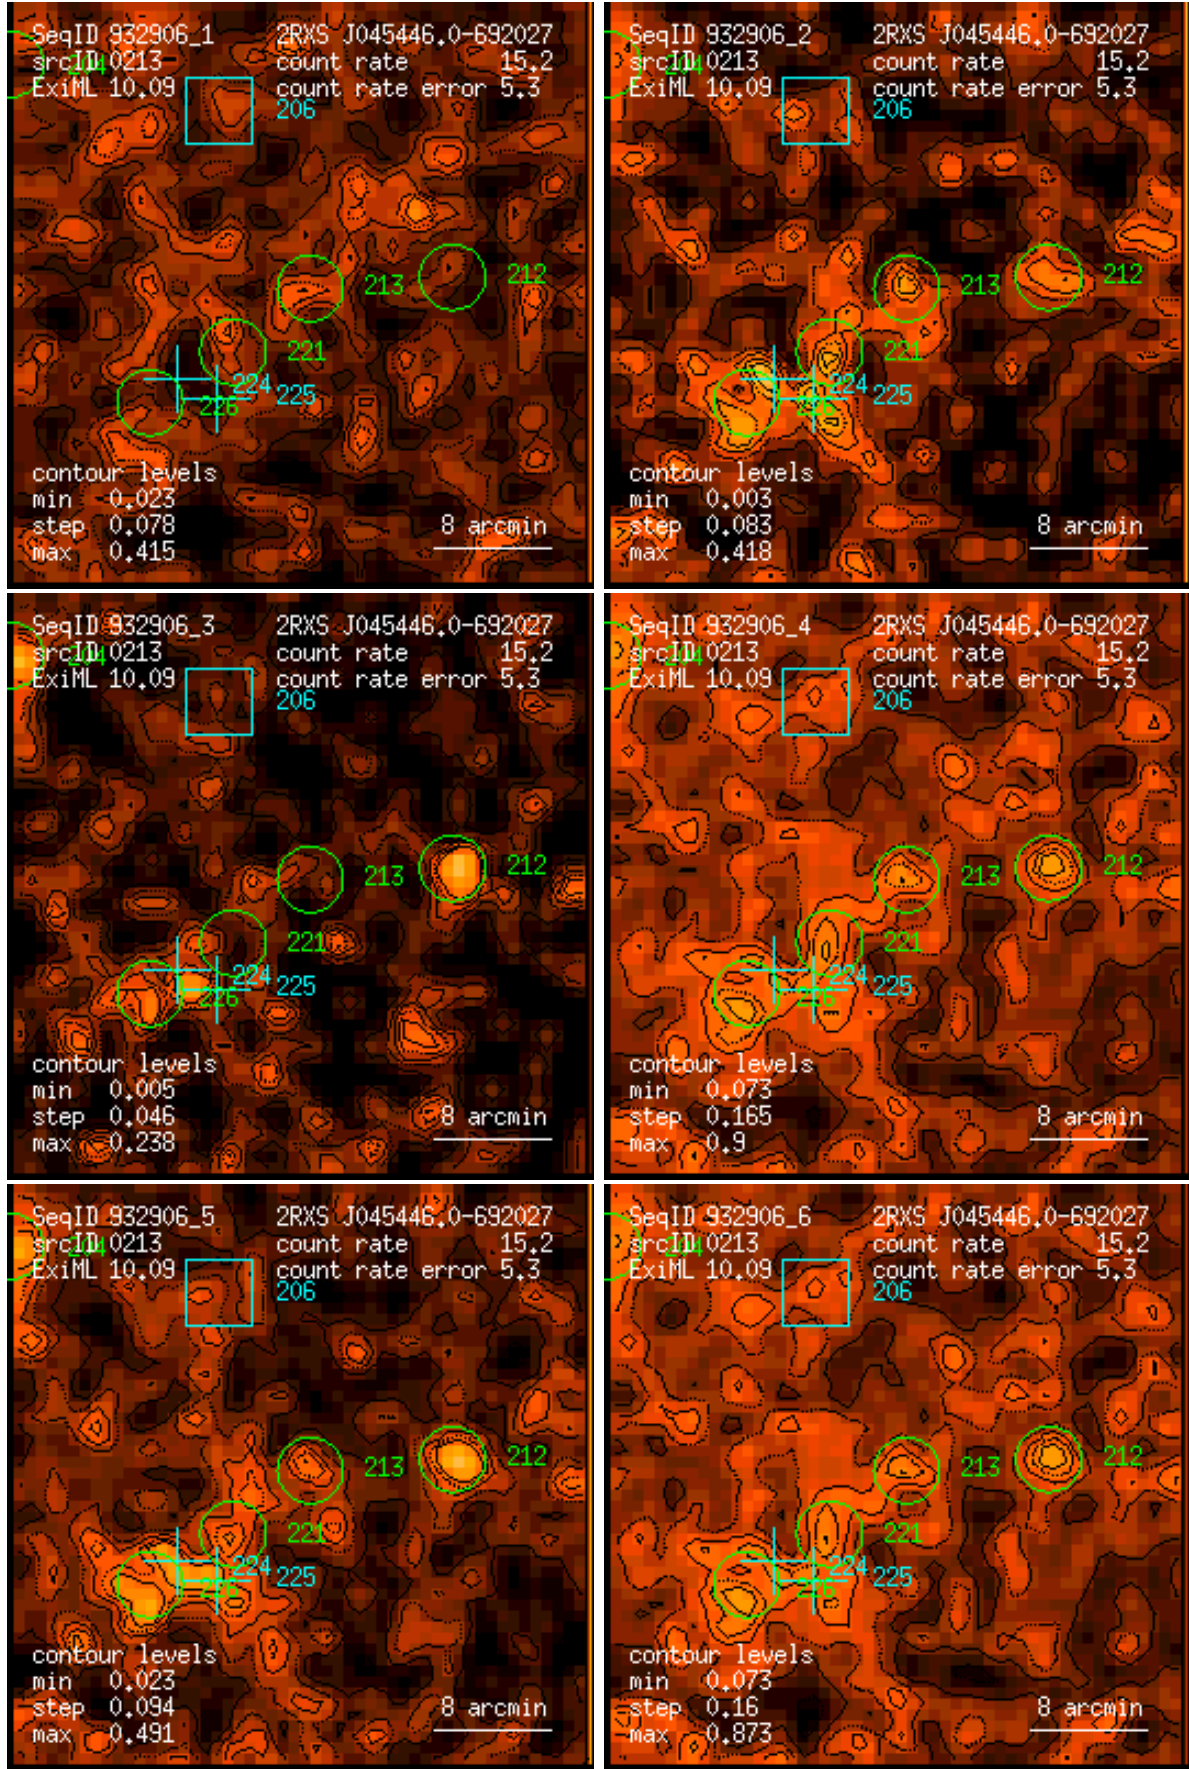 SeqID 932906_1 2RXS J045446.0-692027
srcID 0213 count rate 15.2
204
ExiML 10.09 count rate error 5.3
206
213 212
221
224 225
226
contour levels
min 0.023
step 0.078 8 arcmin
max 0.415
SeqID 932906_2 2RXS J045446.0-692027
srcID 0213 count rate 15.2
204
ExiML 10.09 count rate error 5.3
206
213 212
221
224 225
226
contour levels
min 0.003
step 0.083 8 arcmin
max 0.418
SeqID 932906_3 2RXS J045446.0-692027
srcID 0213 count rate 15.2
204
ExiML 10.09 count rate error 5.3
206
213 212
221
224 225
226
contour levels
min 0.005
step 0.046 8 arcmin
max 0.238
SeqID 932906_4 2RXS J045446.0-692027
srcID 0213 count rate 15.2
204
ExiML 10.09 count rate error 5.3
206
213 212
221
224 225
226
contour levels
min 0.073
step 0.165 8 arcmin
max 0.9
SeqID 932906_5 2RXS J045446.0-692027
srcID 0213 count rate 15.2
204
ExiML 10.09 count rate error 5.3
206
213 212
221
224 225
226
contour levels
min 0.023
step 0.094 8 arcmin
max 0.491
SeqID 932906_6 2RXS J045446.0-692027
srcID 0213 count rate 15.2
204
ExiML 10.09 count rate error 5.3
206
213 212
221
224 225
226
contour levels
min 0.073
step 0.16 8 arcmin
max 0.873